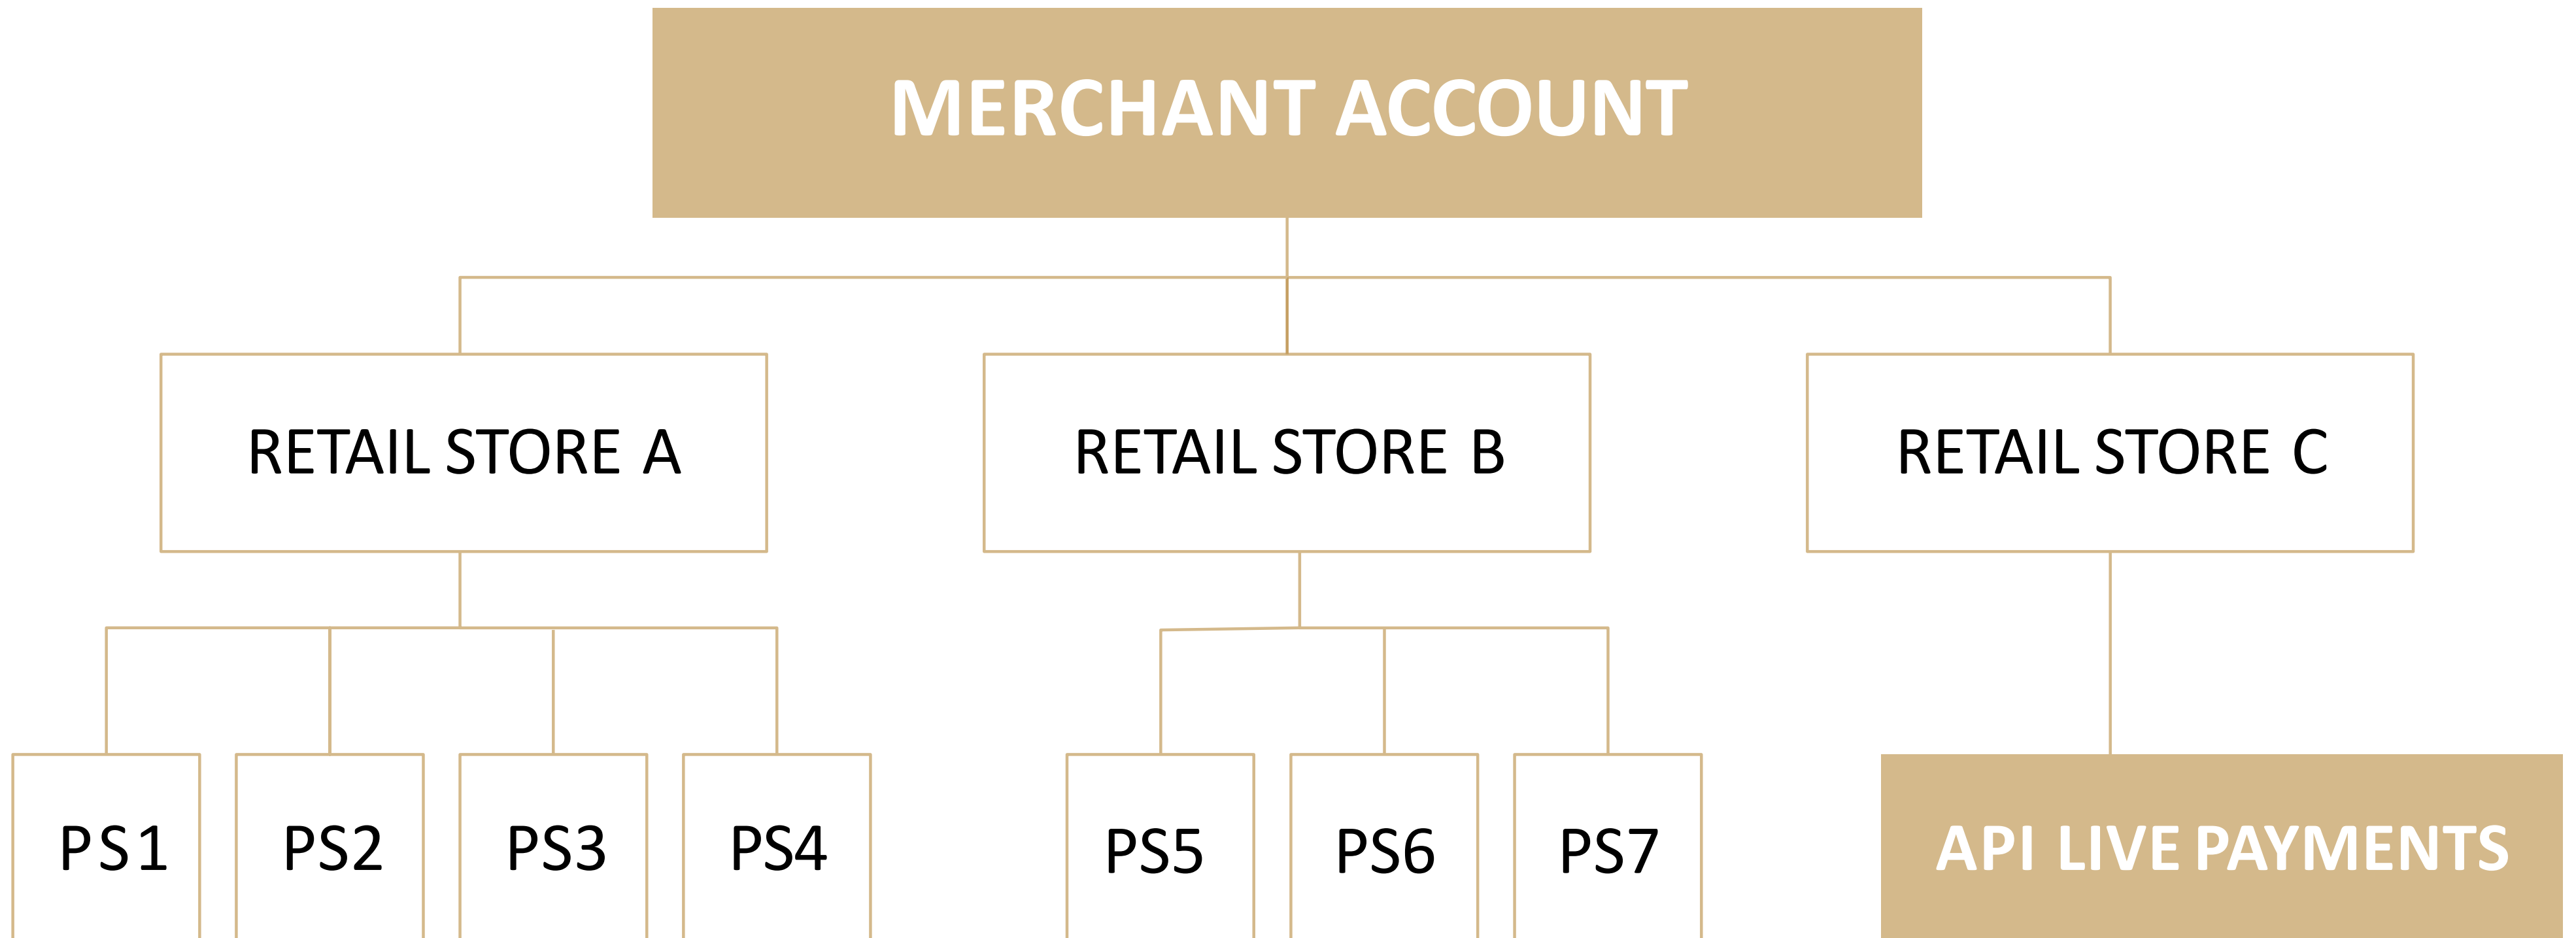 MERCHANT ACCOUNT
RETAIL STORE A
RETAIL STORE B
RETAIL STORE C
PS1
PS2
PS3
PS4
PS5
PS6
PS7
API LIVE PAYMENTS